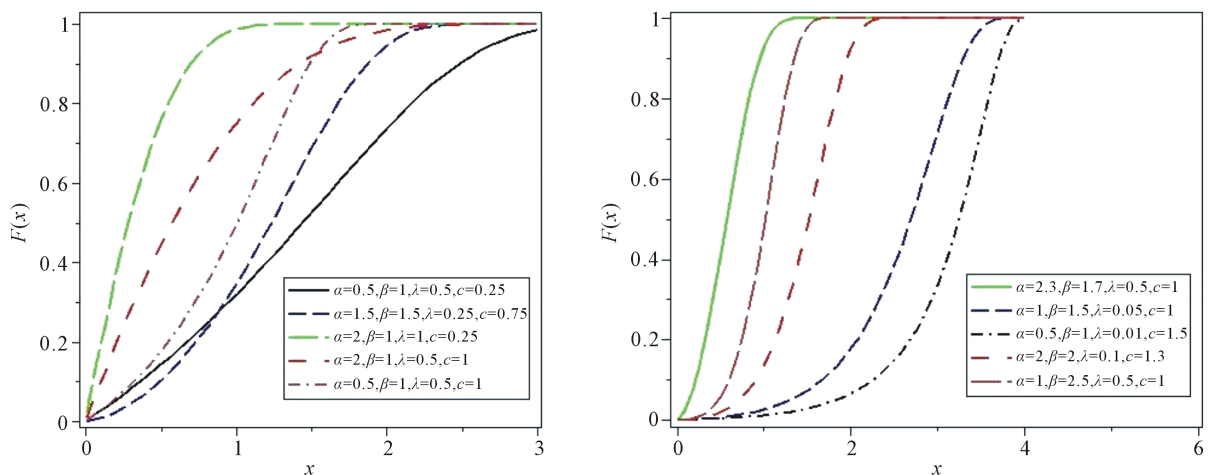 1
0.8
0.6
0.4
0.2
0
F(x)
0
1
2
3
x
α=0.5,β=1,λ=0.5,c=0.25
α=1.5,β=1.5,λ=0.25,c=0.75
α=2,β=1,λ=1,c=0.25
α=2,β=1,λ=0.5,c=1
α=0.5,β=1,λ=0.5,c=1
1
0.8
0.6
0.4
0.2
0
F(x)
0
2
4
6
x
α=2.3,β=1.7,λ=0.5,c=1
α=1,β=1.5,λ=0.05,c=1
α=0.5,β=1,λ=0.01,c=1.5
α=2,β=2,λ=0.1,c=1.3
α=1,β=2.5,λ=0.5,c=1